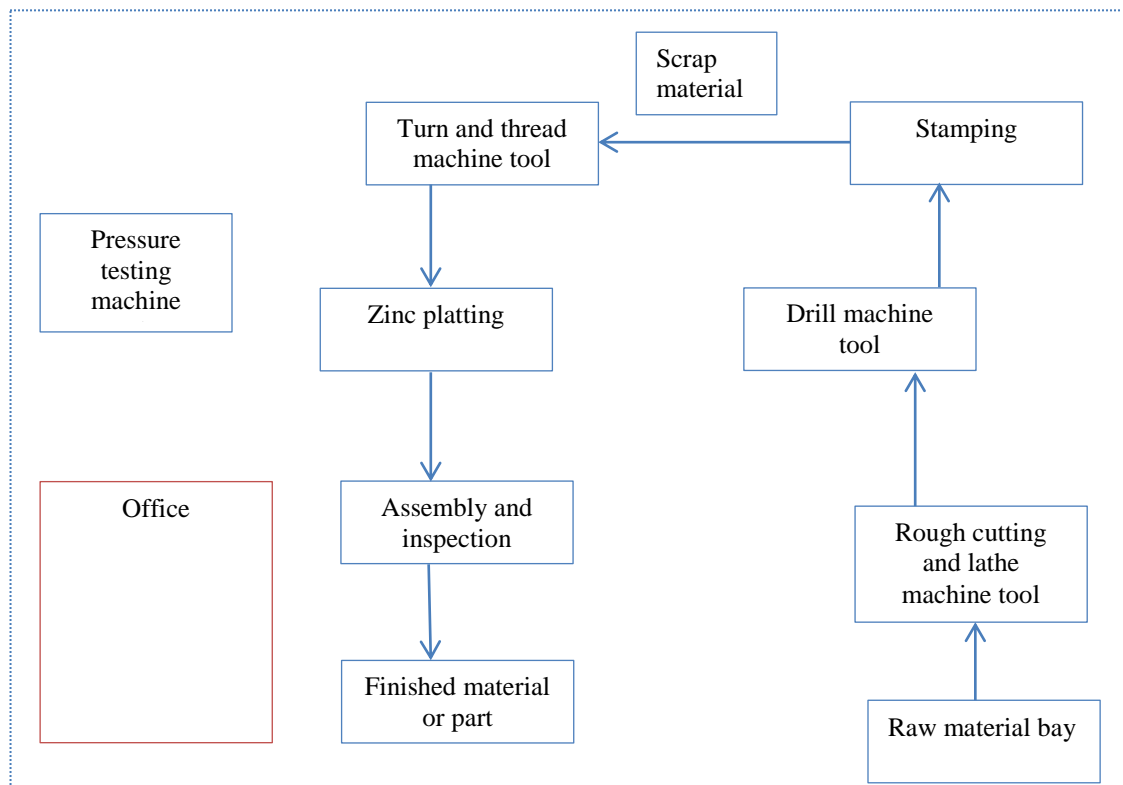 Scrap
material
Turn and thread
machine tool
Stamping
Pressure
testing
machine
Zinc platting
Drill machine
tool
Office
Assembly and
inspection
Rough cutting
and lathe
machine tool
Finished material
or part
Raw material bay